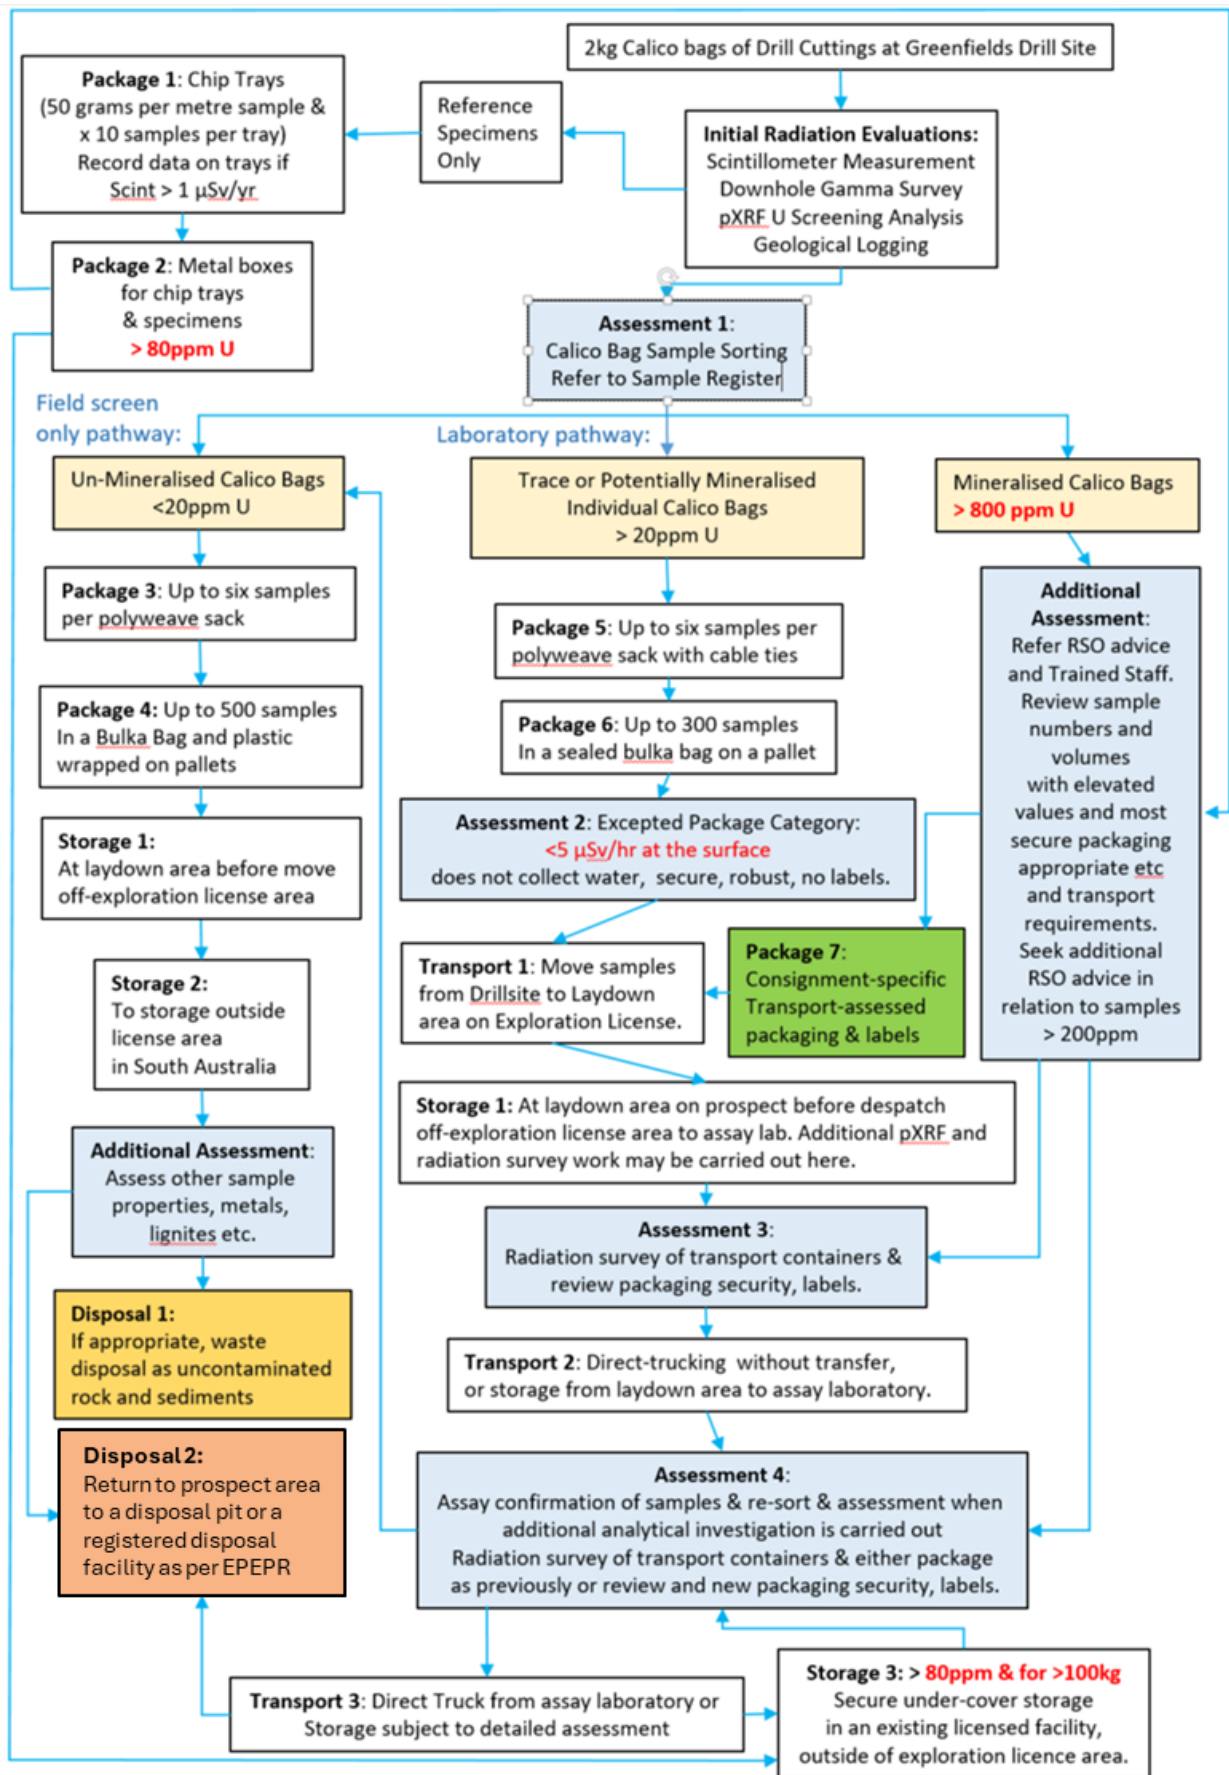 2kg Calico bags of Drill Cuttings at Greenfields Drill Site
Package 1: Chip Trays
(50 grams per metre sample &
x 10 samples per tray)
Record data on trays if
Scint > 1 µSv/yr
Reference
Specimens
Only
Initial Radiation Evaluations:
Scintillometer Measurement
Downhole Gamma Survey
pXRF U Screening Analysis
Geological Logging
Package 2: Metal boxes
for chip trays
& specimens
> 80ppm U
Assessment 1:
Calico Bag Sample Sorting
Refer to Sample Register
Field screen
only pathway:
Laboratory pathway:
Un-Mineralised Calico Bags
<20ppm U
Trace or Potentially Mineralised
Individual Calico Bags
> 20ppm U
Mineralised Calico Bags
> 800 ppm U
Package 3: Up to six samples
per polyweave sack
Package 4: Up to 500 samples
In a Bulka Bag and plastic
wrapped on pallets
Storage 1:
At laydown area before move
off-exploration license area
Storage 2:
To storage outside
license area
in South Australia
Additional Assessment:
Assess other sample
properties, metals,
lignites etc.
Disposal 1:
If appropriate, waste
disposal as uncontaminated
rock and sediments
Disposal 2:
Return to prospect area
to a disposal pit or a
registered disposal
facility as per EPEPR
Package 5: Up to six samples per
polyweave sack with cable ties
Package 6: Up to 300 samples
In a sealed bulka bag on a pallet
Assessment 2: Excepted Package Category:
<5 µSv/hr at the surface
does not collect water, secure, robust, no labels.
Transport 1: Move samples
from Drillsite to Laydown
area on Exploration License.
Package 7:
Consignment-specific
Transport-assessed
packaging & labels
Additional
Assessment:
Refer RSO advice
and Trained Staff.
Review sample
numbers and
volumes
with elevated
values and most
secure packaging
appropriate etc
and transport
requirements.
Seek additional
RSO advice in
relation to samples
> 200ppm
Storage 1: At laydown area on prospect before despatch
off-exploration license area to assay lab. Additional pXRF and
radiation survey work may be carried out here.
Assessment 3:
Radiation survey of transport containers &
review packaging security, labels.
Transport 2: Direct-trucking without transfer,
or storage from laydown area to assay laboratory.
Assessment 4:
Assay confirmation of samples & re-sort & assessment when
additional analytical investigation is carried out
Radiation survey of transport containers & either package
as previously or review and new packaging security, labels.
Transport 3: Direct Truck from assay laboratory or
Storage subject to detailed assessment
Storage 3: > 80ppm & for >100kg
Secure under-cover storage
in an existing licensed facility,
outside of exploration licence area.